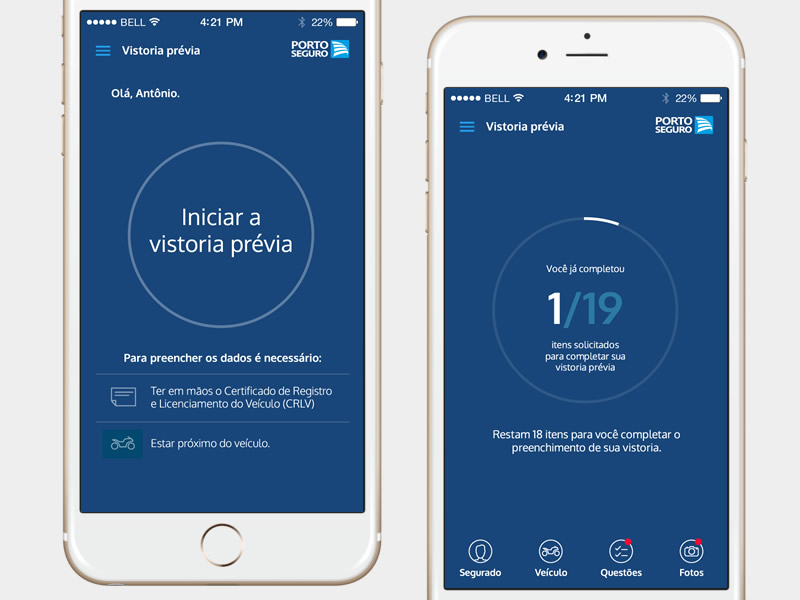 BELL 4:21 PM 22%
Vistoria prévia
PORTO
SEGURO
Olá, Antônio.
Iniciar a
vistoria prévia
Para preencher os dados é necessário:
Ter em mãos o Certificado de Registro
e Licenciamento do Veículo (CRLV)
Estar próximo do veículo.
BELL 4:21 PM 22%
Vistoria prévia
PORTO
SEGURO
Você já completou
1/19
itens solicitados
para completar sua
vistoria prévia
Restam 18 itens para você completar o
preenchimento de sua vistoria.
Segurado Veículo Questões Fotos